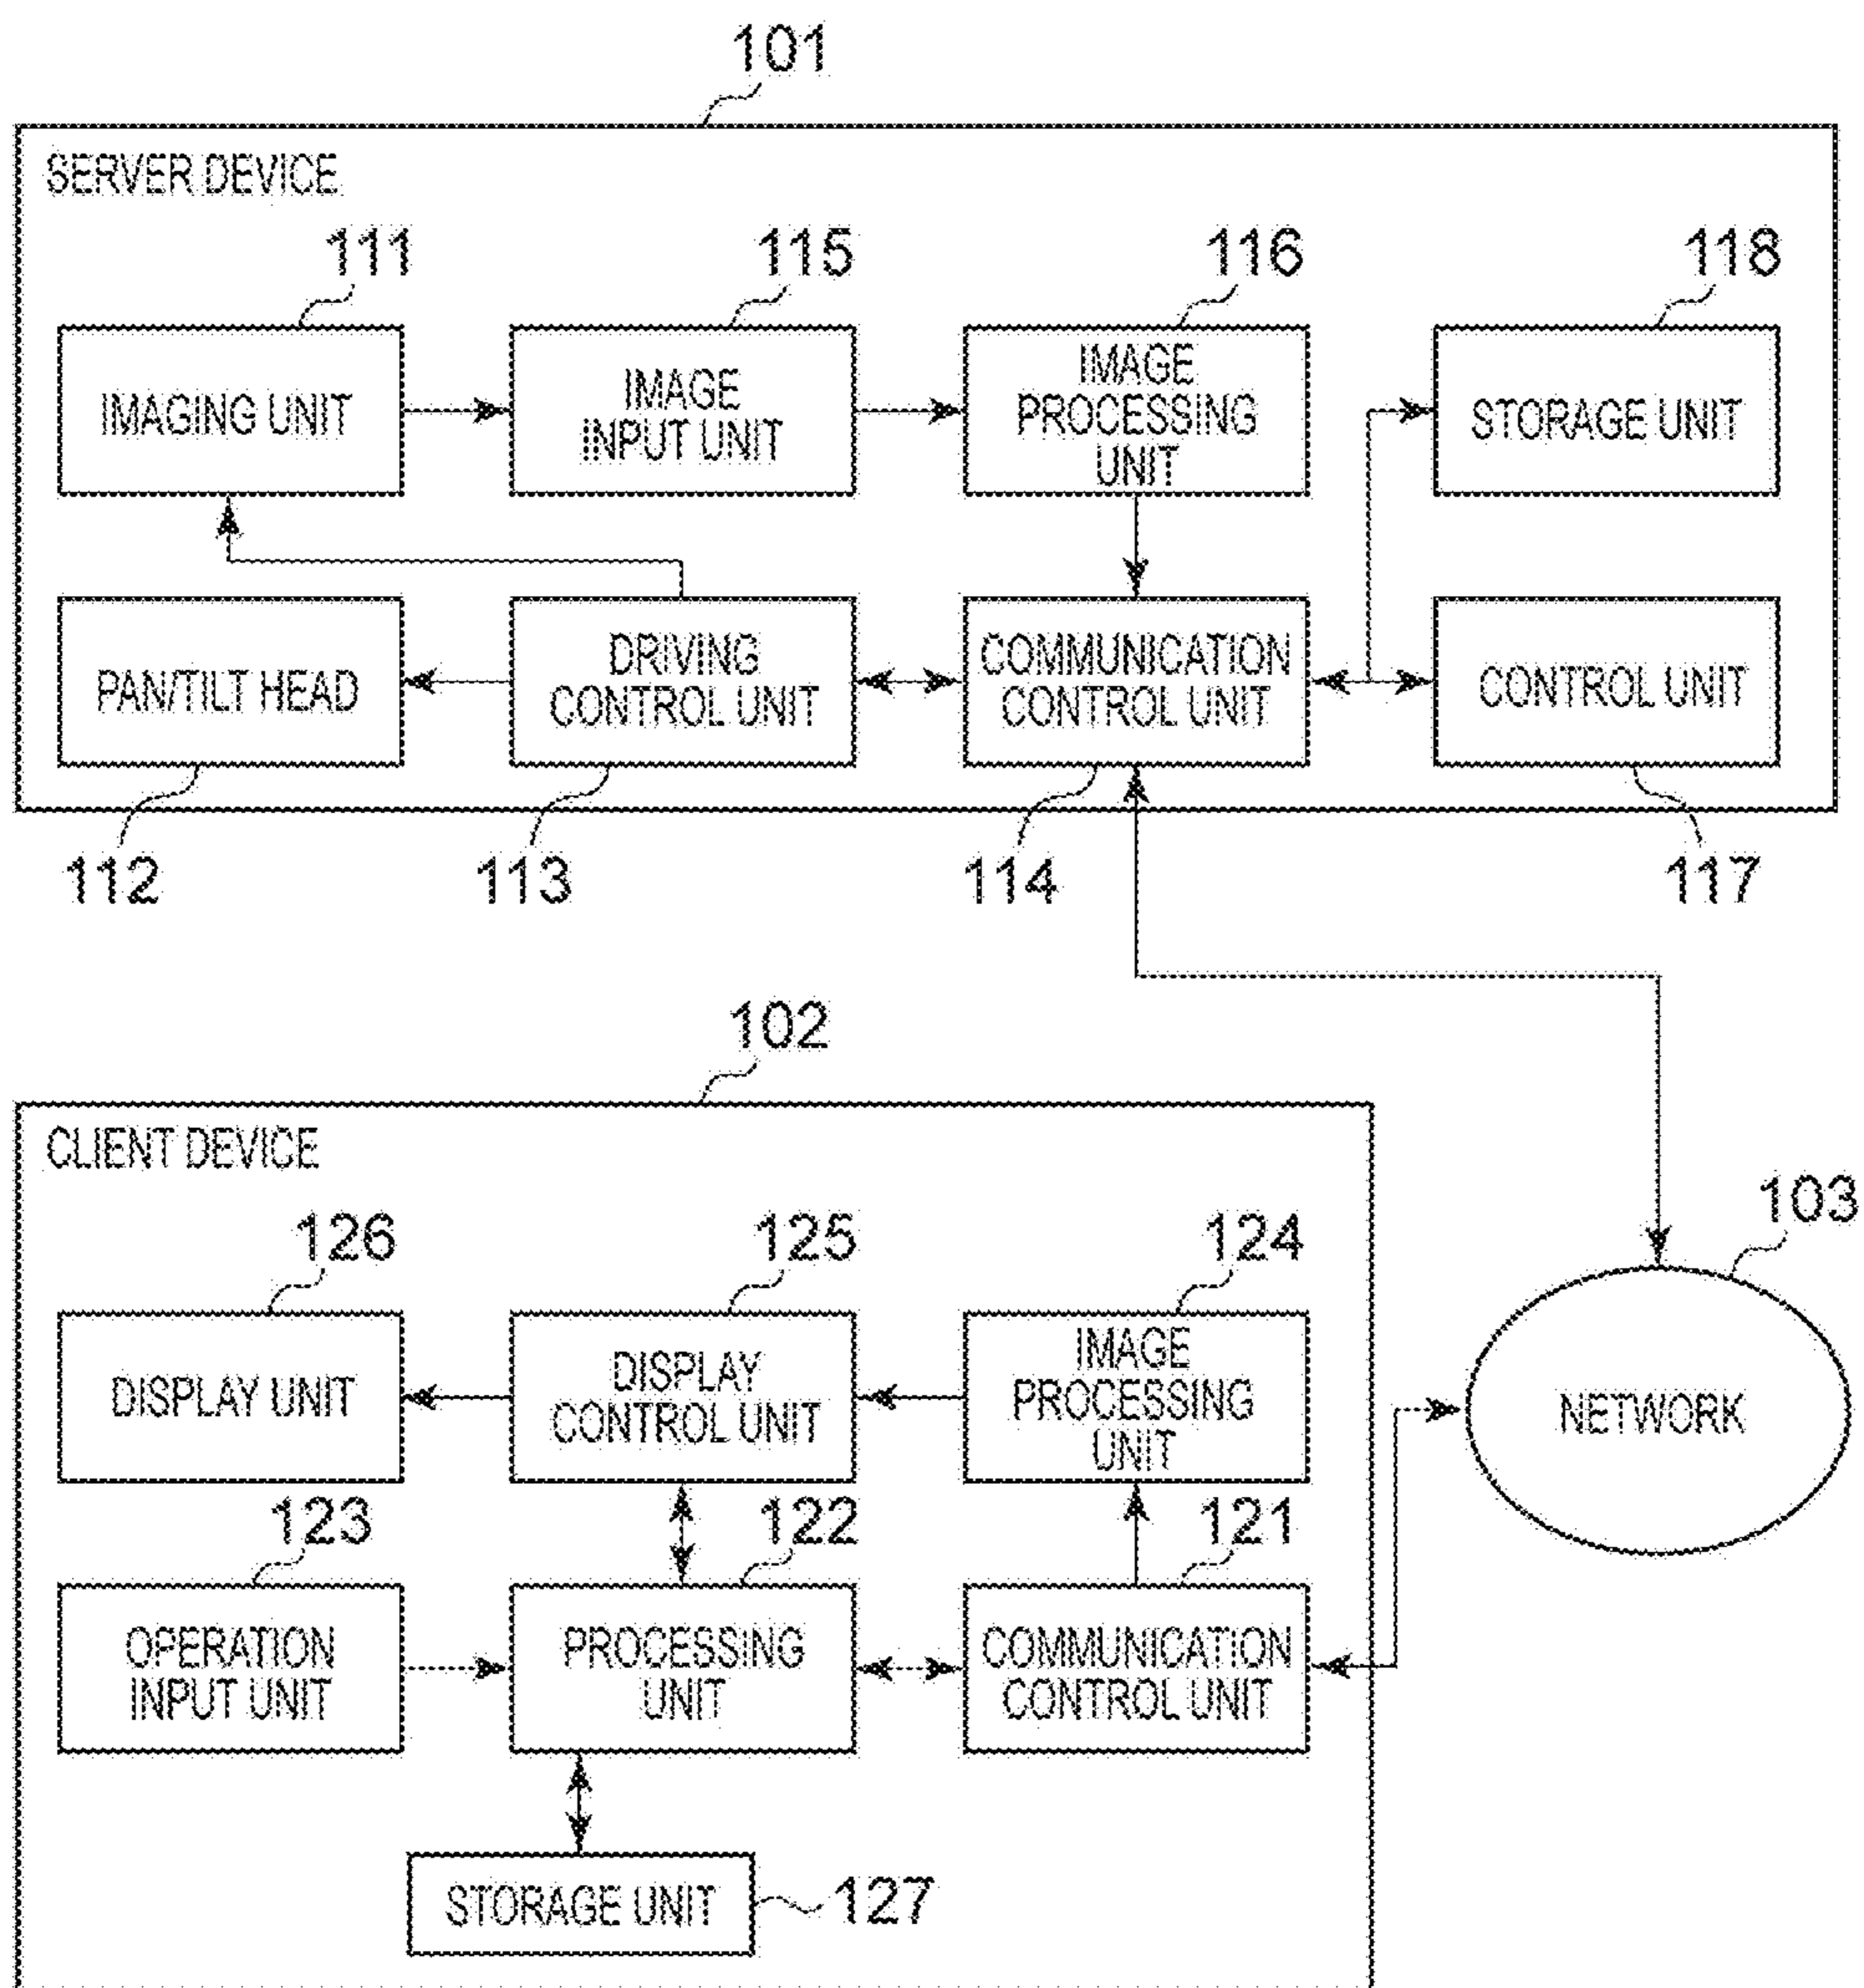 101
SERVER DEVICE
111
115
116
118
IMAGING UNIT
IMAGE
INPUT UNIT
IMAGE
PROCESSING
UNIT
STORAGE UNIT
PAN/TILT HEAD
DRIVING
CONTROL UNIT
COMMUNICATION
CONTROL UNIT
CONTROL UNIT
112
113
114
117
102
CLIENT DEVICE
103
126
125
124
DISPLAY UNIT
DISPLAY
CONTROL UNIT
IMAGE
PROCESSING
UNIT
NETWORK
123
122
121
OPERATION
INPUT UNIT
PROCESSING
UNIT
COMMUNICATION
CONTROL UNIT
STORAGE UNIT
127